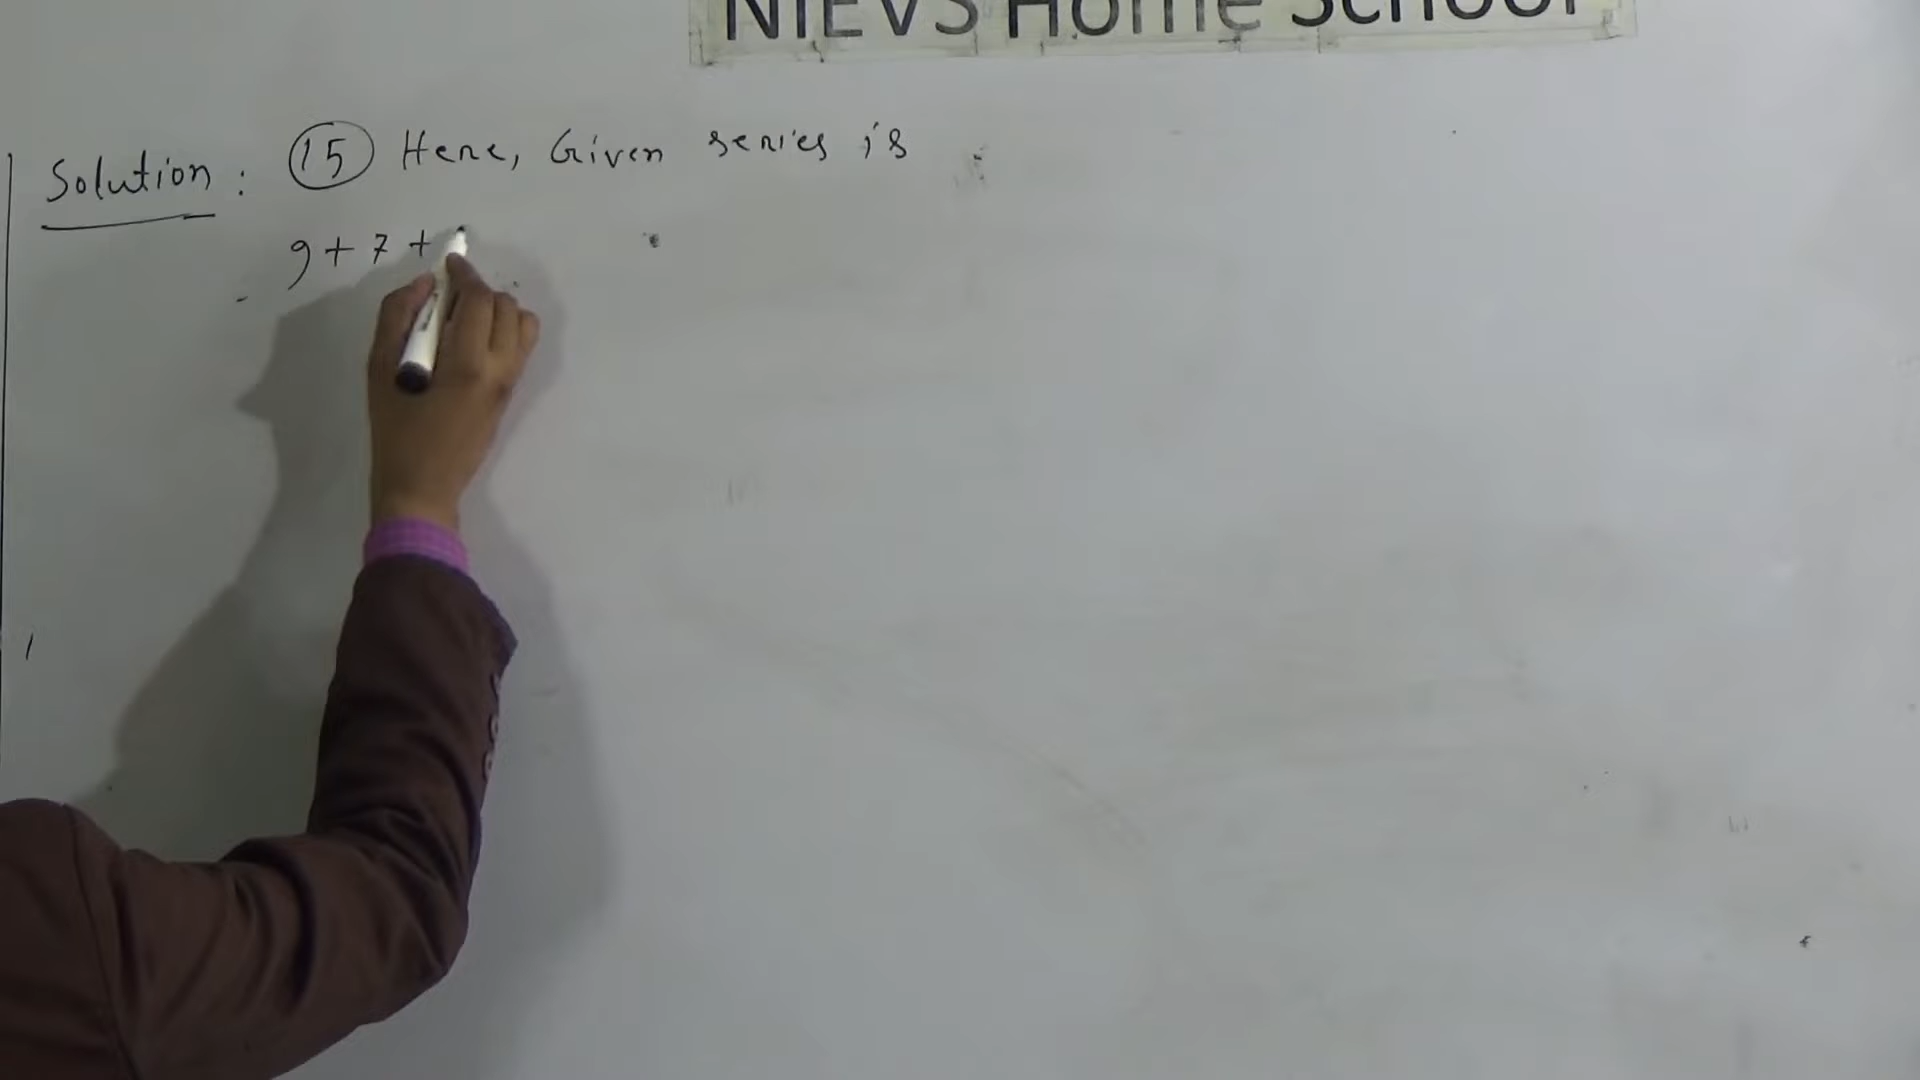 NIEVS Home School
Solution : 15 Here, Given series is
9 + 7 +